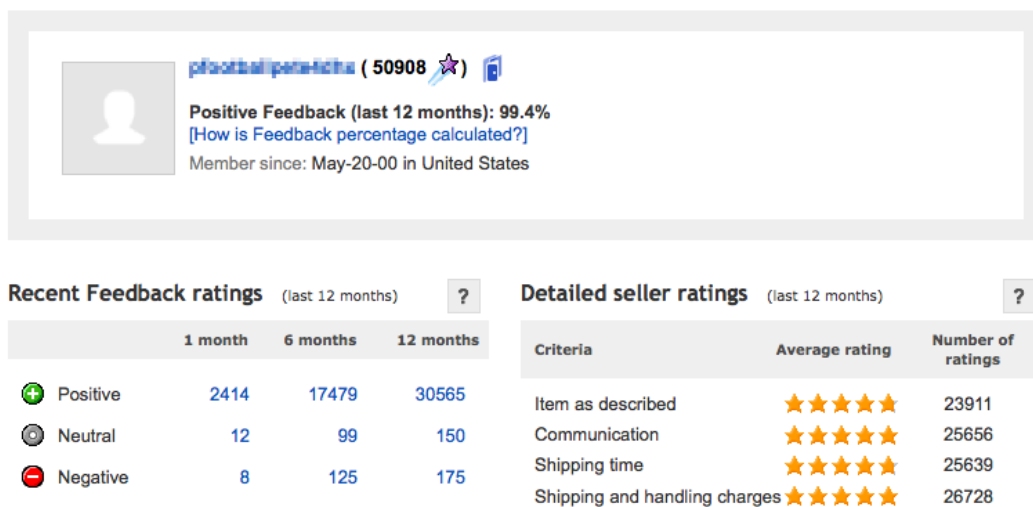 ( 50908 )
Positive Feedback (last 12 months): 99.4%
[How is Feedback percentage calculated?]
Member since: May-20-00 in United States
Recent Feedback ratings (last 12 months) ?
1 month 6 months 12 months
Positive 2414 17479 30565
Neutral 12 99 150
Negative 8 125 175
Detailed seller ratings (last 12 months) ?
Criteria Average rating Number of ratings
Item as described 23911
Communication 25656
Shipping time 25639
Shipping and handling charges 26728